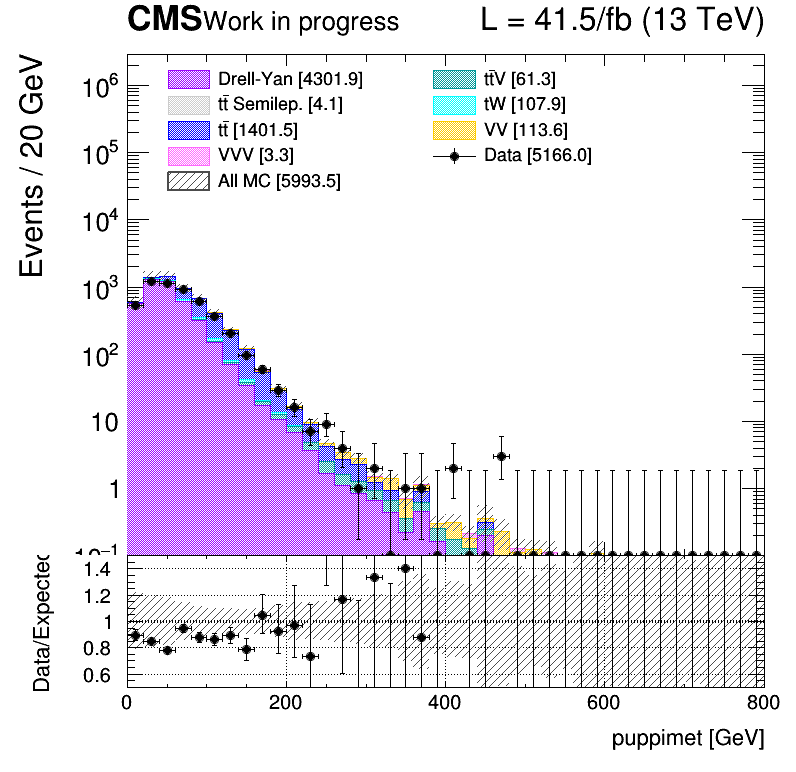 CMS Work in progress L = 41.5/fb (13 TeV)
Events / 20 GeV
Drell-Yan [4301.9]
tt̄ Semilep. [4.1]
tt̄ [1401.5]
VVV [3.3]
All MC [5993.5]
tt̄V [61.3]
tW [107.9]
VV [113.6]
Data [5166.0]
10⁶
10⁵
10⁴
10³
10²
10
1
10⁻¹
Data/Expected
1.4
1.2
1
0.8
0.6
0 200 400 600 800
puppimet [GeV]